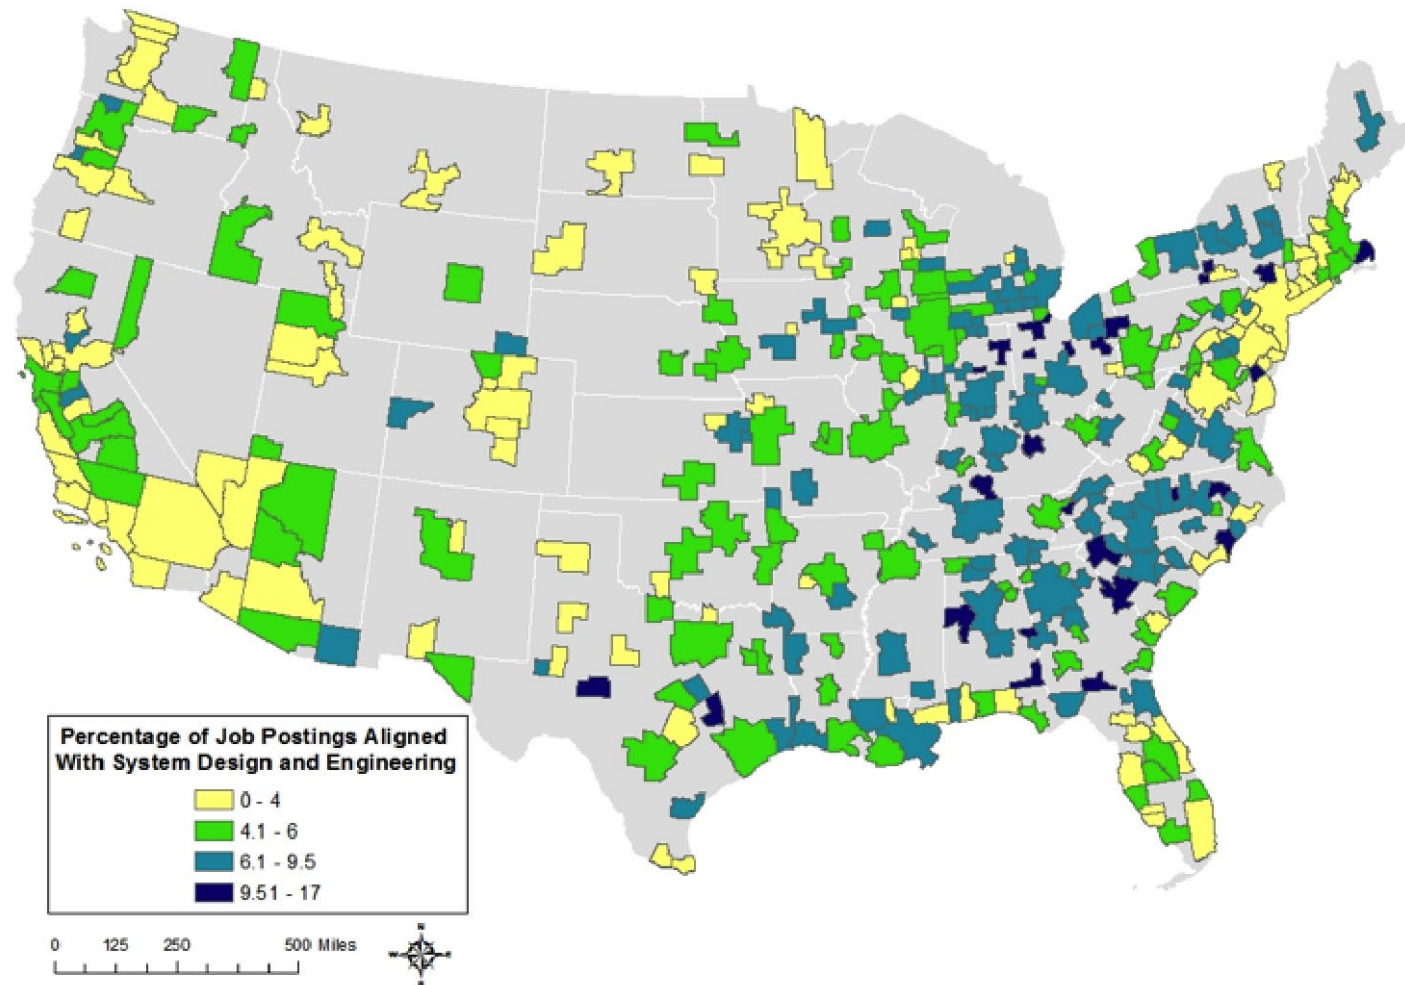 Percentage of Job Postings Aligned
With System Design and Engineering
0 - 4
4.1 - 6
6.1 - 9.5
9.51 - 17
0 125 250 500 Miles
N
W E
S